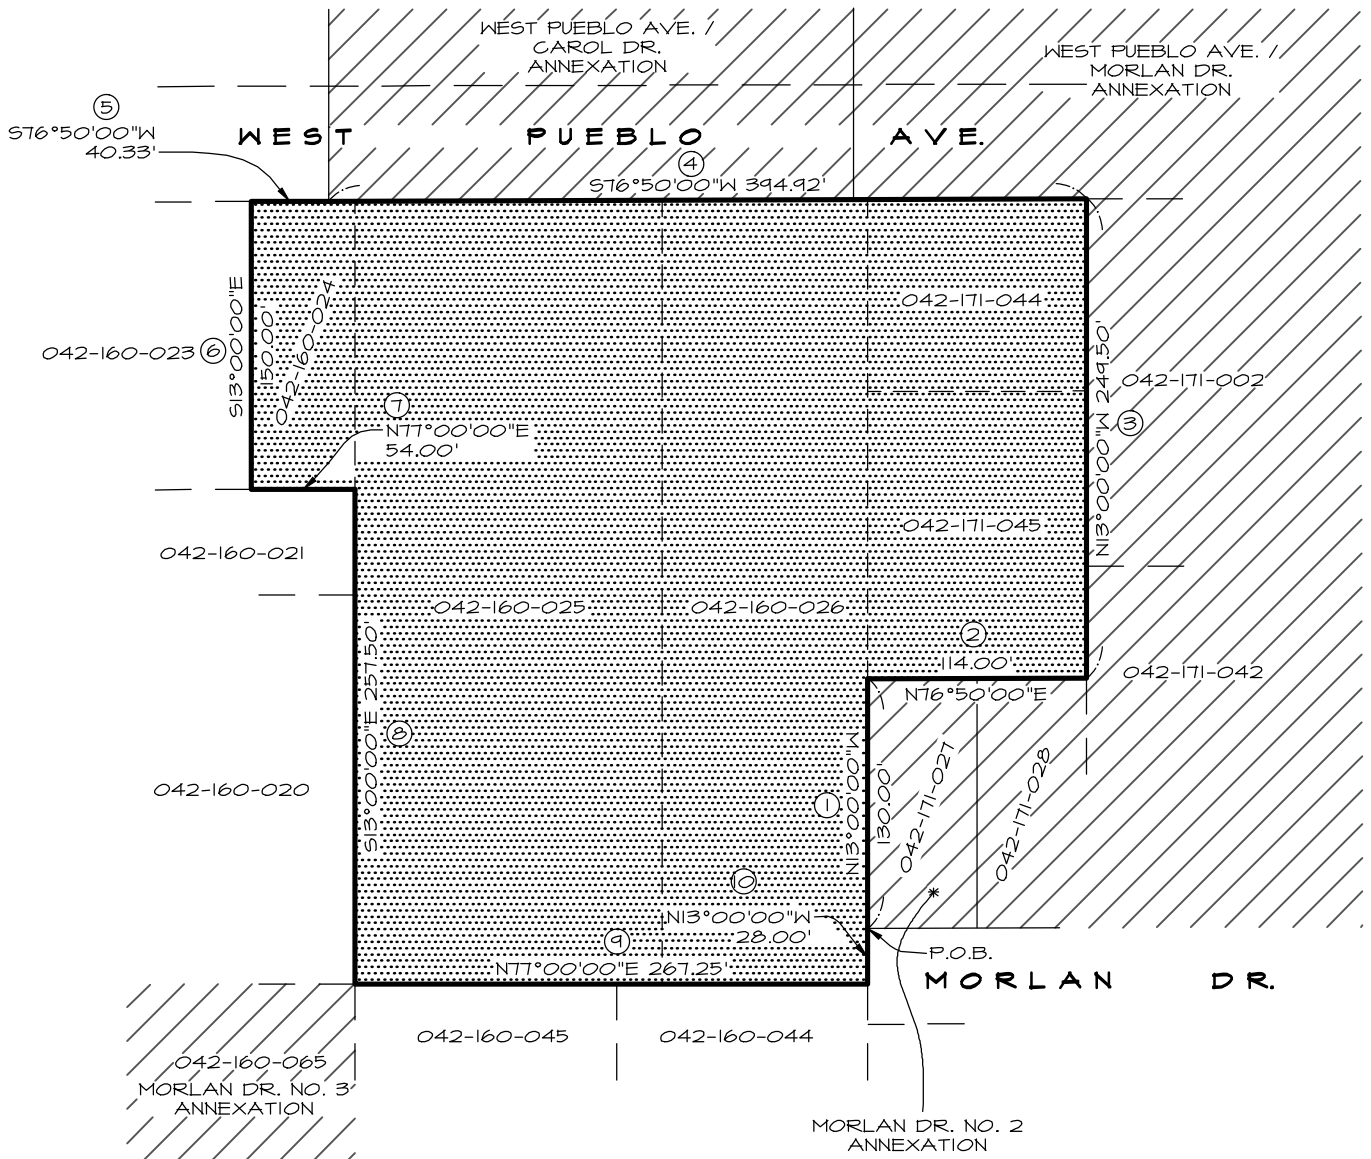 WEST PUEBLO AVE. /
CAROL DR.
ANNEXATION
WEST PUEBLO AVE. /
MORLAN DR.
ANNEXATION
5
S76°50'00"W
40.33'
WEST PUEBLO AVE.
4
S76°50'00"W 394.92'
042-160-023
6
S13°00'00"E
150.00'
042-160-024
042-171-044
7
N77°00'00"E
54.00'
042-171-002
N13°00'00"W 249.50'
3
042-171-045
042-160-021
042-160-025
042-160-026
2
114.00'
N76°50'00"E
042-171-042
S13°00'00"E 257.50'
8
042-160-020
1
N13°00'00"W
130.00'
042-171-027
042-171-028
10
N13°00'00"W
28.00'
9
N77°00'00"E 267.25'
P.O.B.
MORLAN DR.
042-160-045
042-160-044
042-160-065
MORLAN DR. NO. 3
ANNEXATION
MORLAN DR. NO. 2
ANNEXATION